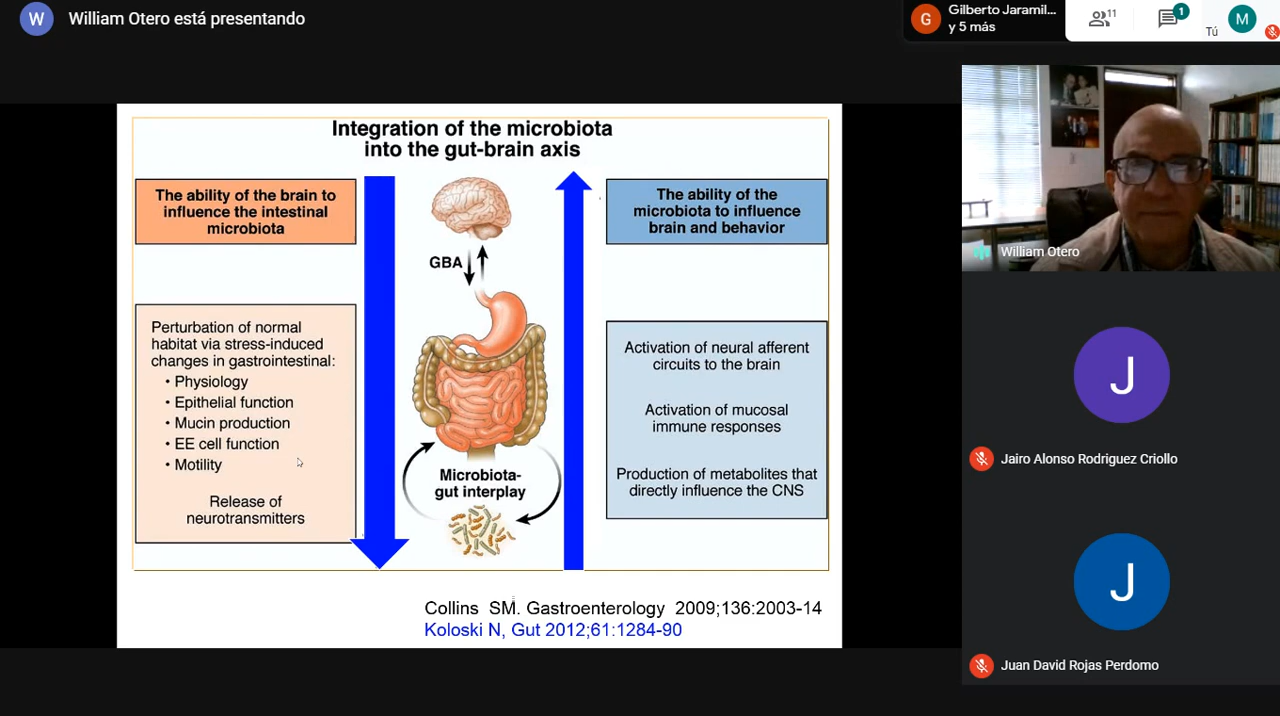 W
William Otero está presentando
G
Gilberto Jaramil...
y 5 más
11
1
Tú
M
Integration of the microbiota
into the gut-brain axis
The ability of the brain to
influence the intestinal
microbiota
Perturbation of normal
habitat via stress-induced
changes in gastrointestinal:
• Physiology
• Epithelial function
• Mucin production
• EE cell function
• Motility
Release of
neurotransmitters
GBA
Microbiota-
gut interplay
The ability of the
microbiota to influence
brain and behavior
Activation of neural afferent
circuits to the brain
Activation of mucosal
immune responses
Production of metabolites that
directly influence the CNS
Collins SM. Gastroenterology 2009;136:2003-14
Koloski N, Gut 2012;61:1284-90
William Otero
J
Jairo Alonso Rodriguez Criollo
J
Juan David Rojas Perdomo